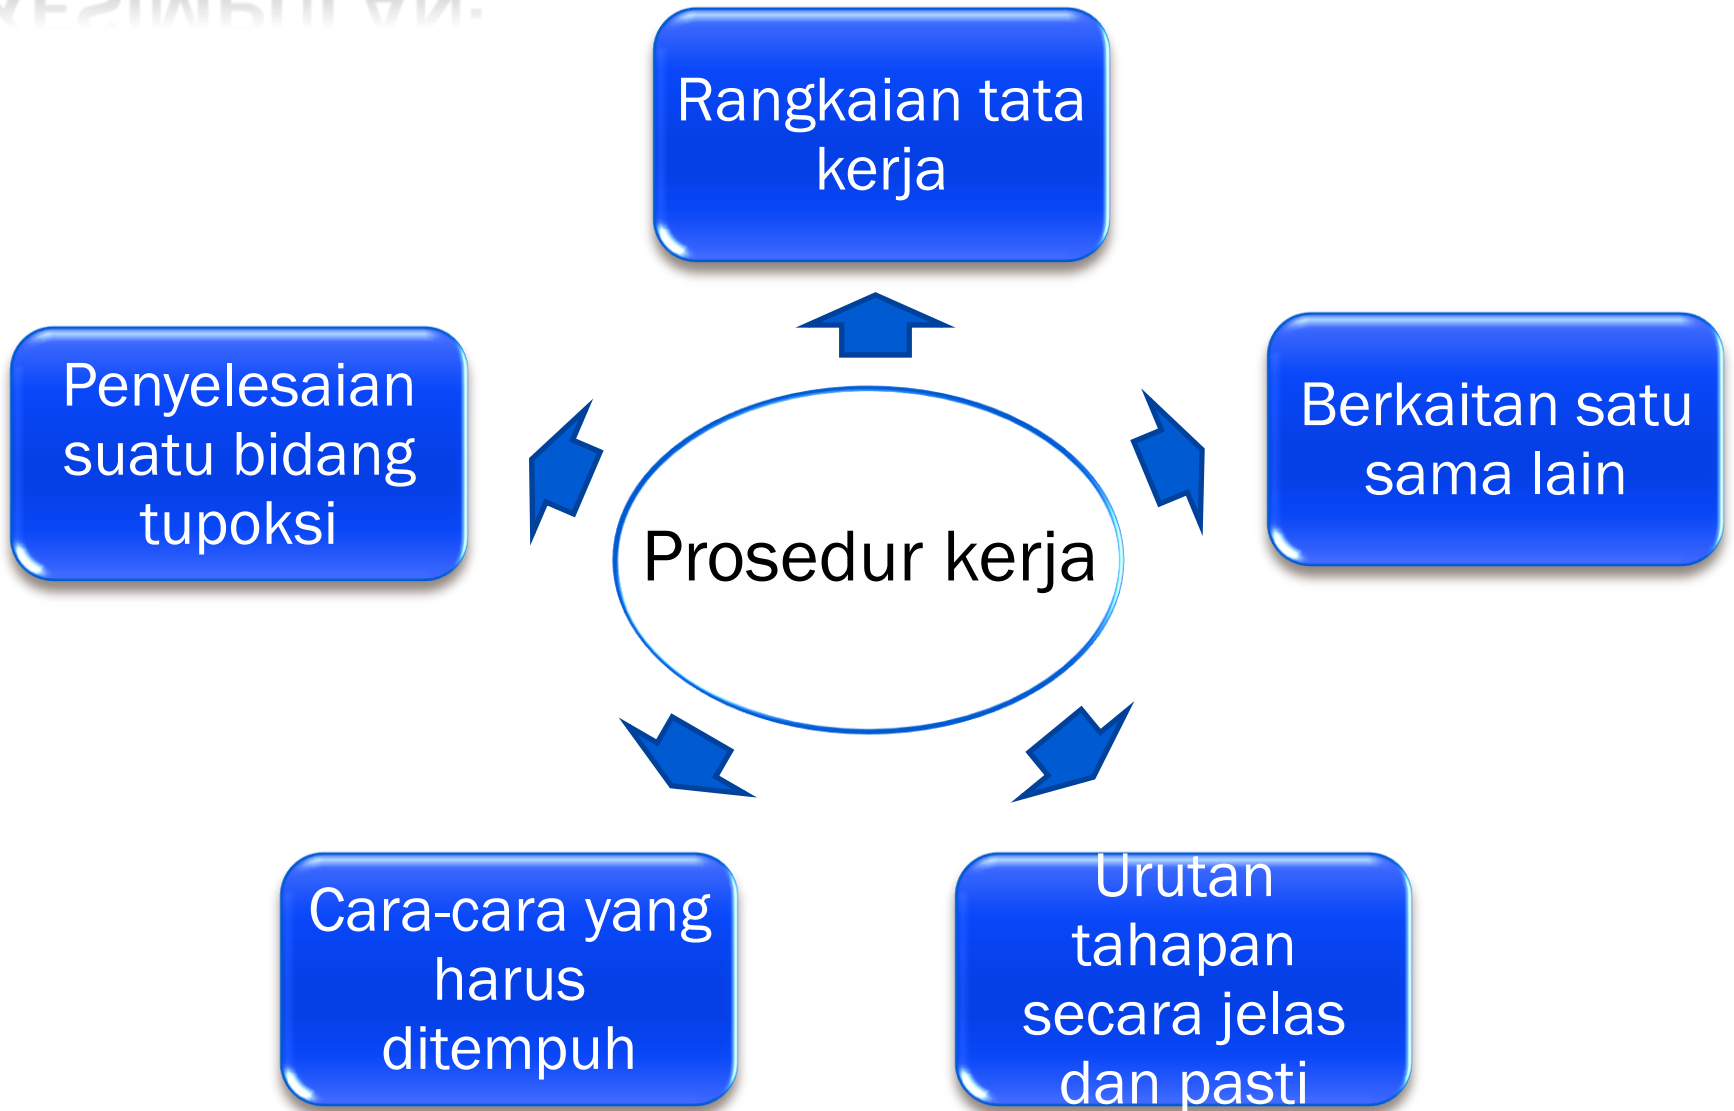 KESIMPULAN:
Rangkaian tata
kerja
Penyelesaian
suatu bidang
tupoksi
Berkaitan satu
sama lain
Prosedur kerja
Cara-cara yang
harus
ditempuh
Urutan
tahapan
secara jelas
dan pasti